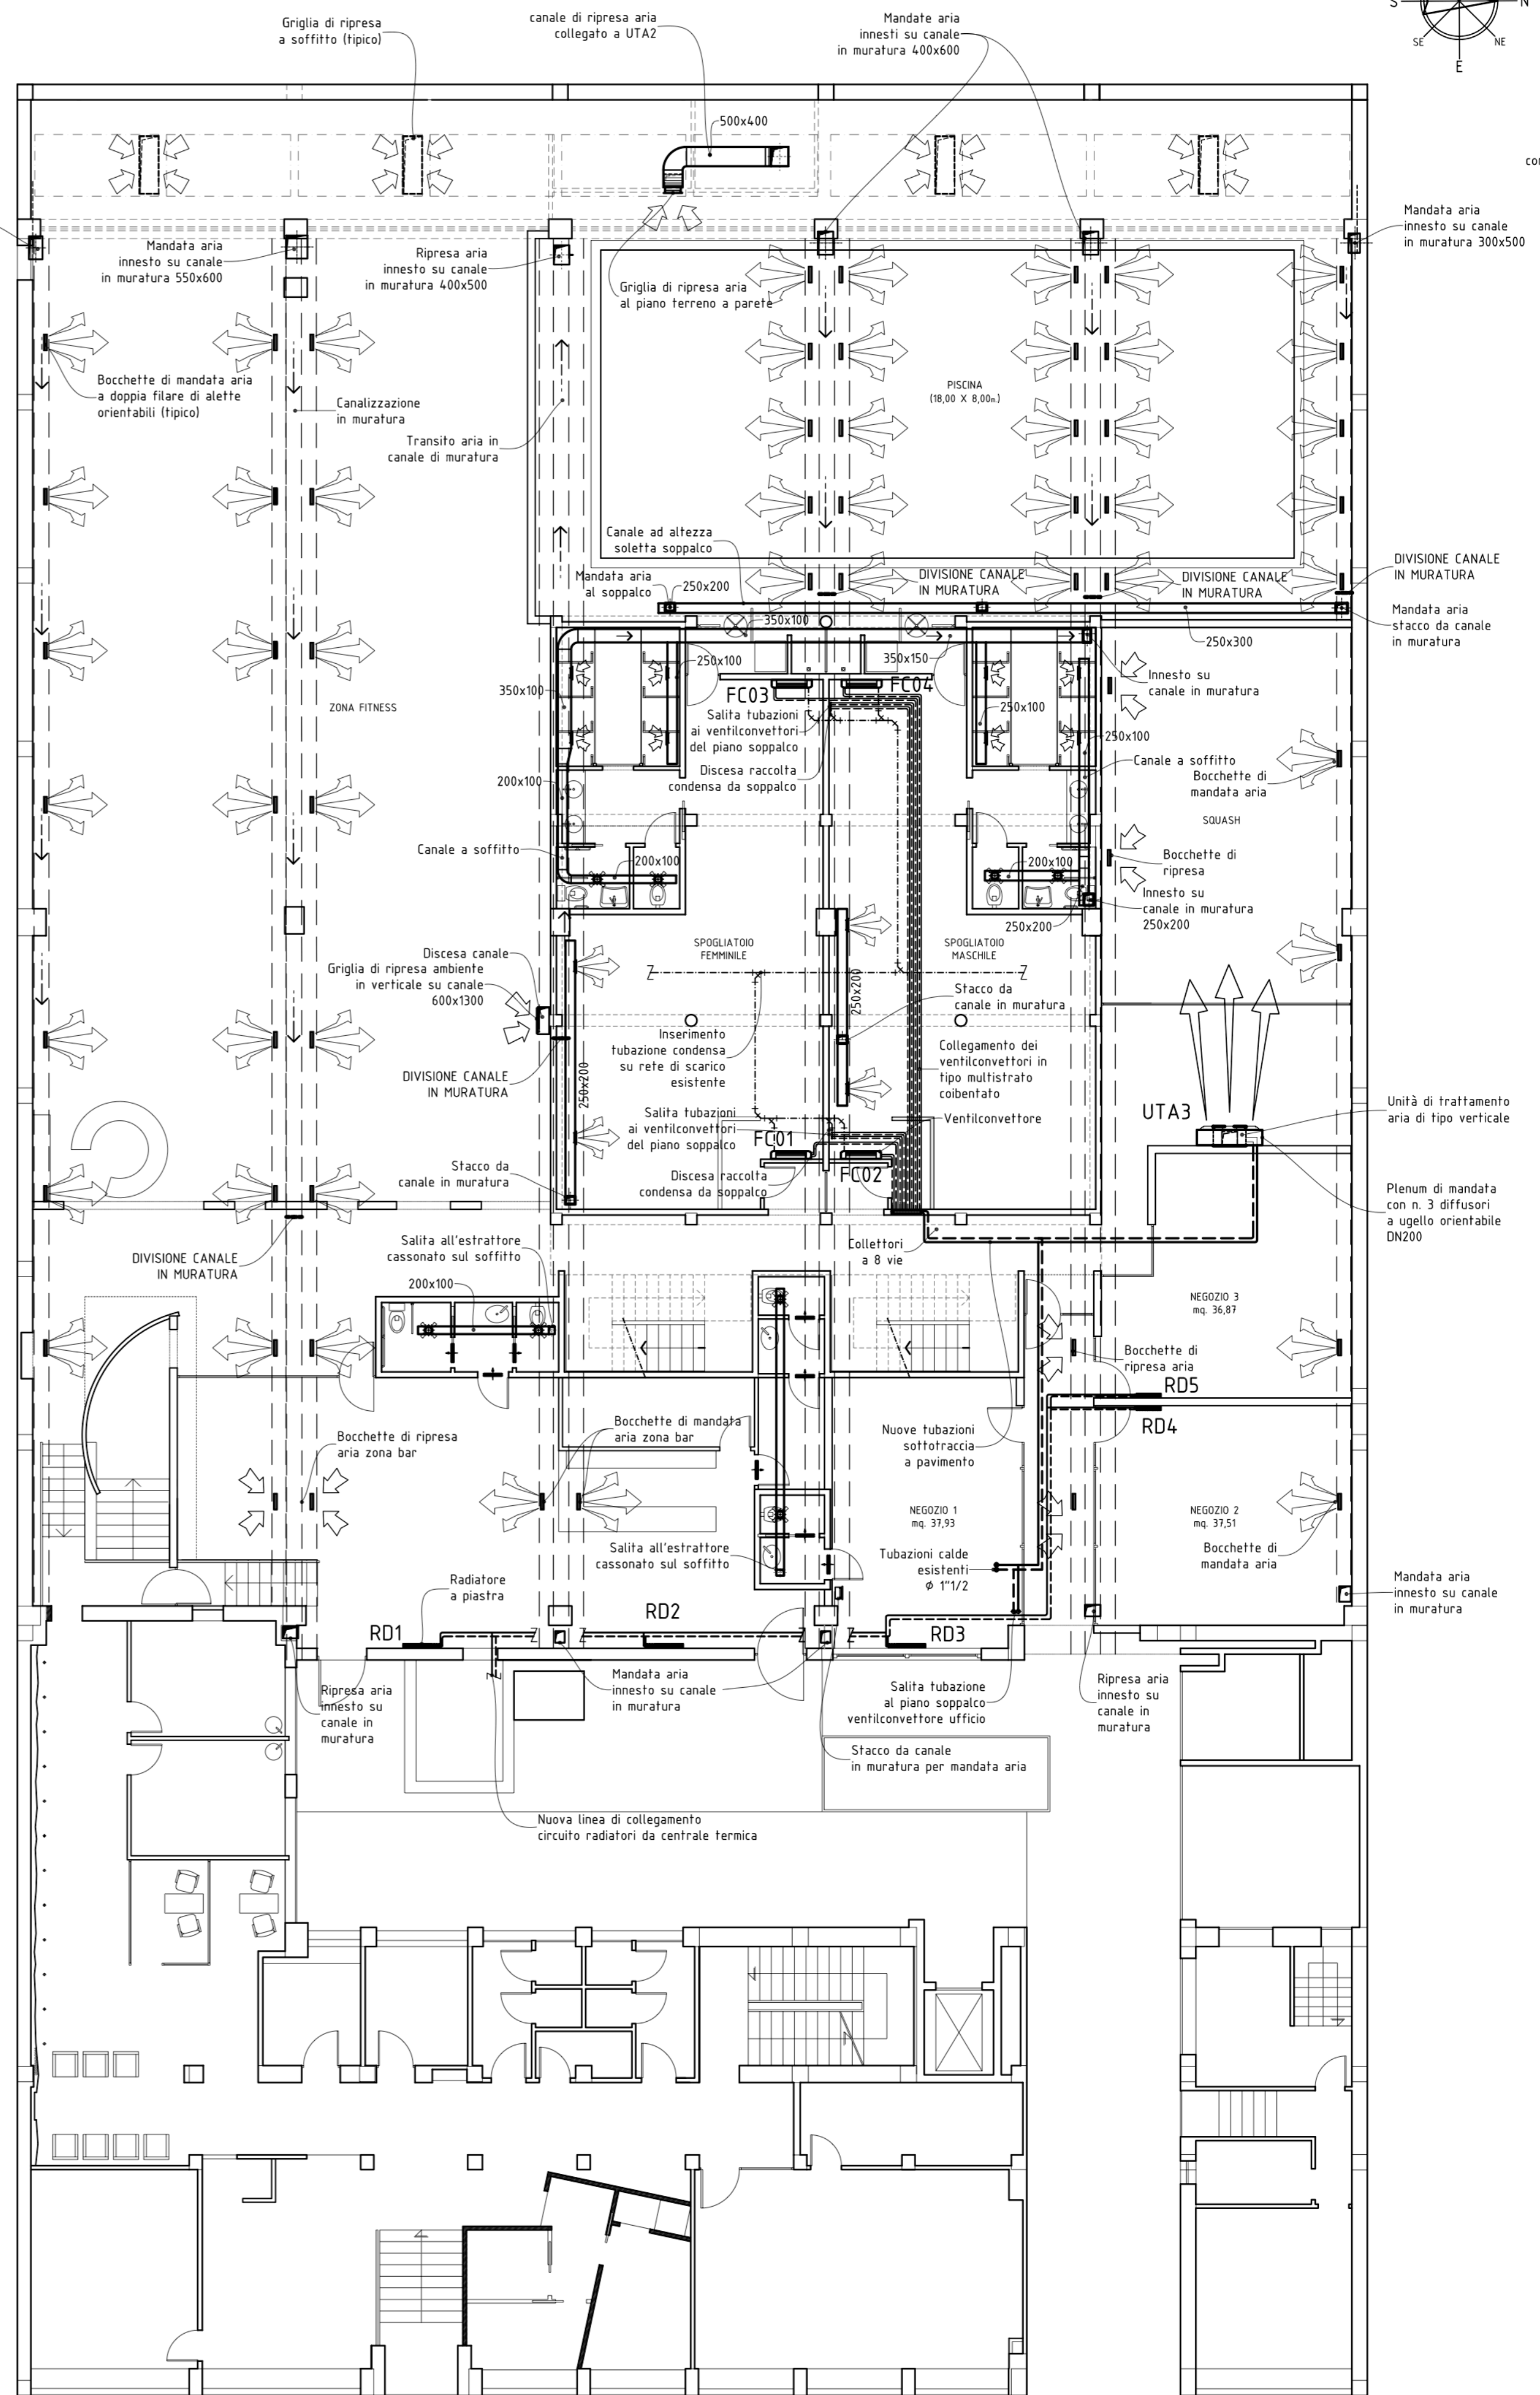 Griglia di ripresa
a soffitto (tipico)
canale di ripresa aria
collegato a UTA2
Mandate aria
innesti su canale
in muratura 400x600
S
N
SE
NE
E
500x400
Mandata aria
innesto su canale
in muratura 300x500
Mandata aria
innesto su canale
in muratura 550x600
Ripresa aria
innesto su canale
in muratura 400x500
Griglia di ripresa aria
al piano terreno a parete
Bocchette di mandata aria
a doppia filare di alette
orientabili (tipico)
Canalizzazione
in muratura
Transito aria in
canale di muratura
PISCINA
(18,00 X 8,00m.)
Canale ad altezza
soletta soppalco
Mandata aria
al soppalco
250x200
DIVISIONE CANALE
IN MURATURA
DIVISIONE CANALE
IN MURATURA
DIVISIONE CANALE
IN MURATURA
Mandata aria
stacco da canale
in muratura
250x300
350x100
350x150
250x100
350x100
FC03
FC04
Innesto su
canale in muratura
ZONA FITNESS
Salita tubazioni
ai ventilconvettori
del piano soppalco
250x100
250x100
Discesa raccolta
condensa da soppalco
Canale a soffitto
Bocchette di
mandata aria
200x100
SQUASH
Canale a soffitto
200x100
200x100
Bocchette di
ripresa
Innesto su
canale in muratura
250x200
250x200
SPOGLIATOIO
FEMMINILE
SPOGLIATOIO
MASCHILE
Discesa canale
Griglia di ripresa ambiente
in verticale su canale
600x1300
Z
Z
250x200
Stacco da
canale in muratura
Inserimento
tubazione condensa
su rete di scarico
esistente
Collegamento dei
ventilconvettori in
tipo multistrato
coibentato
DIVISIONE CANALE
IN MURATURA
250x200
Salita tubazioni
ai ventilconvettori
del piano soppalco
Ventilconvettore
UTA3
Unità di trattamento
aria di tipo verticale
FC01
FC02
Stacco da
canale in muratura
Discesa raccolta
condensa da soppalco
Plenum di mandata
con n. 3 diffusori
a ugello orientabile
DN200
DIVISIONE CANALE
IN MURATURA
Salita all'estrattore
cassonato sul soffitto
Collettori
a 8 vie
200x100
NEGOZIO 3
mq. 36,87
Bocchette di
ripresa aria
RD5
RD4
Bocchette di ripresa
aria zona bar
Bocchette di mandata
aria zona bar
Nuove tubazioni
sottotraccia
a pavimento
NEGOZIO 1
mq. 37,93
NEGOZIO 2
mq. 37,51
Salita all'estrattore
cassonato sul soffitto
Tubazioni calde
esistenti
ø 1"1/2
Bocchette di
mandata aria
Radiatore
a piastra
Mandata aria
innesto su canale
in muratura
RD1
Z
Z
RD2
Z
Z
RD3
Z
Ripresa aria
innesto su
canale in
muratura
Mandata aria
innesto su canale
in muratura
Salita tubazione
al piano soppalco
ventilconvettore ufficio
Ripresa aria
innesto su
canale in
muratura
Stacco da canale
in muratura per mandata aria
Nuova linea di collegamento
circuito radiatori da centrale termica